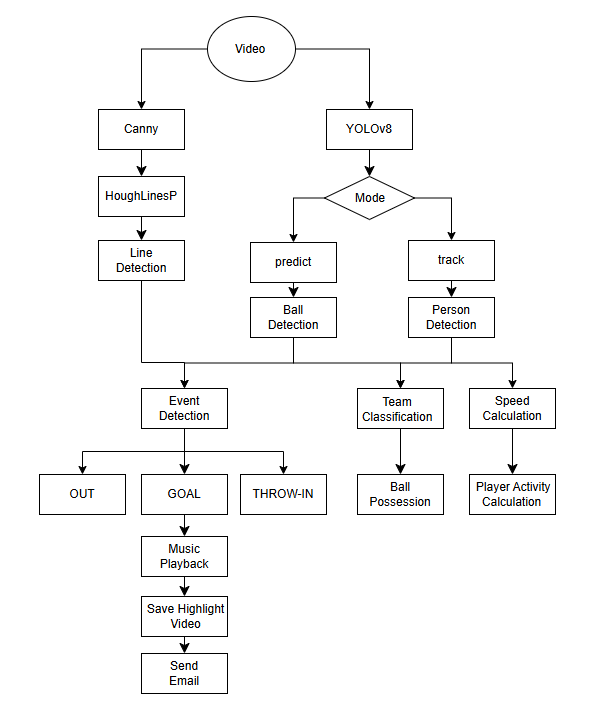 Video
Canny
YOLOv8
HoughLinesP
Mode
Line
Detection
predict
track
Ball
Detection
Person
Detection
Event
Detection
Team
Classification
Speed
Calculation
OUT
GOAL
THROW-IN
Ball
Possession
Player Activity
Calculation
Music
Playback
Save Highlight
Video
Send
Email